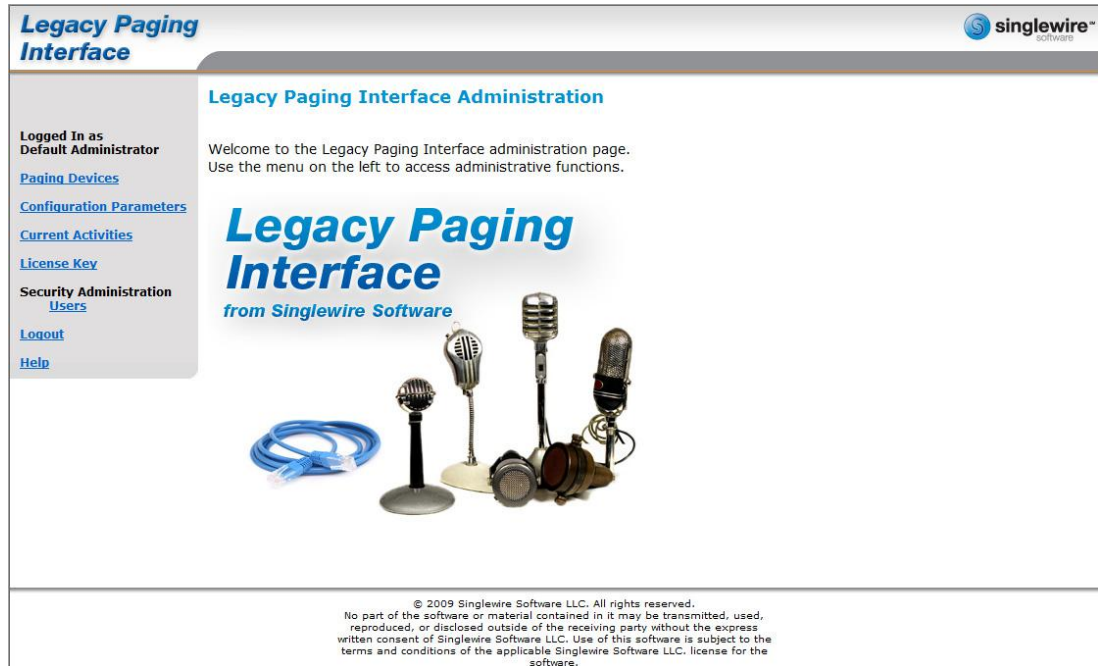 Legacy Paging
Interface
singlewire™
software
Legacy Paging Interface Administration
Logged In as
Default Administrator
Paging Devices
Configuration Parameters
Current Activities
License Key
Security Administration
Users
Logout
Help
Welcome to the Legacy Paging Interface administration page.
Use the menu on the left to access administrative functions.
Legacy Paging
Interface
from Singlewire Software
© 2009 Singlewire Software LLC. All rights reserved.
No part of the software or material contained in it may be transmitted, used,
reproduced, or disclosed outside of the receiving party without the express
written consent of Singlewire Software LLC. Use of this software is subject to the
terms and conditions of the applicable Singlewire Software LLC. license for the
software.